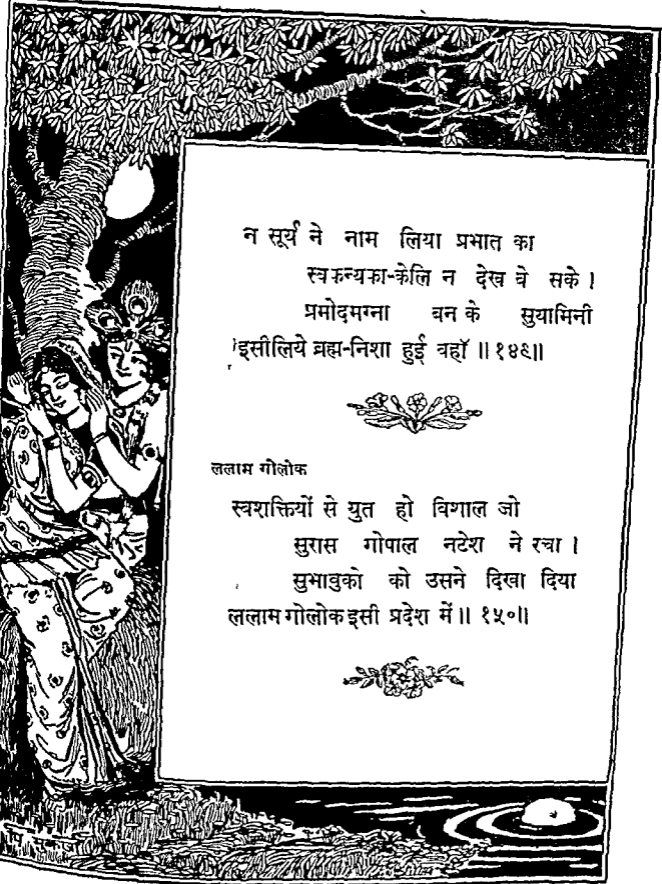 न सूर्य ने नाम लिया प्रभात का
स्वकन्यका-केलि न देख वे सके।
प्रमोदमग्ना बन के सुयामिनी
इसीलिये ब्रह्म-निशा हुई वहाँ॥१४९॥
ललाम गोलोक
स्वशक्तियों से युत हो विशाल जो
सुरास गोपाल नटेश ने रचा।
सुभावुको को उसने दिखा दिया
ललाम गोलोक इसी प्रदेश में॥१५०॥